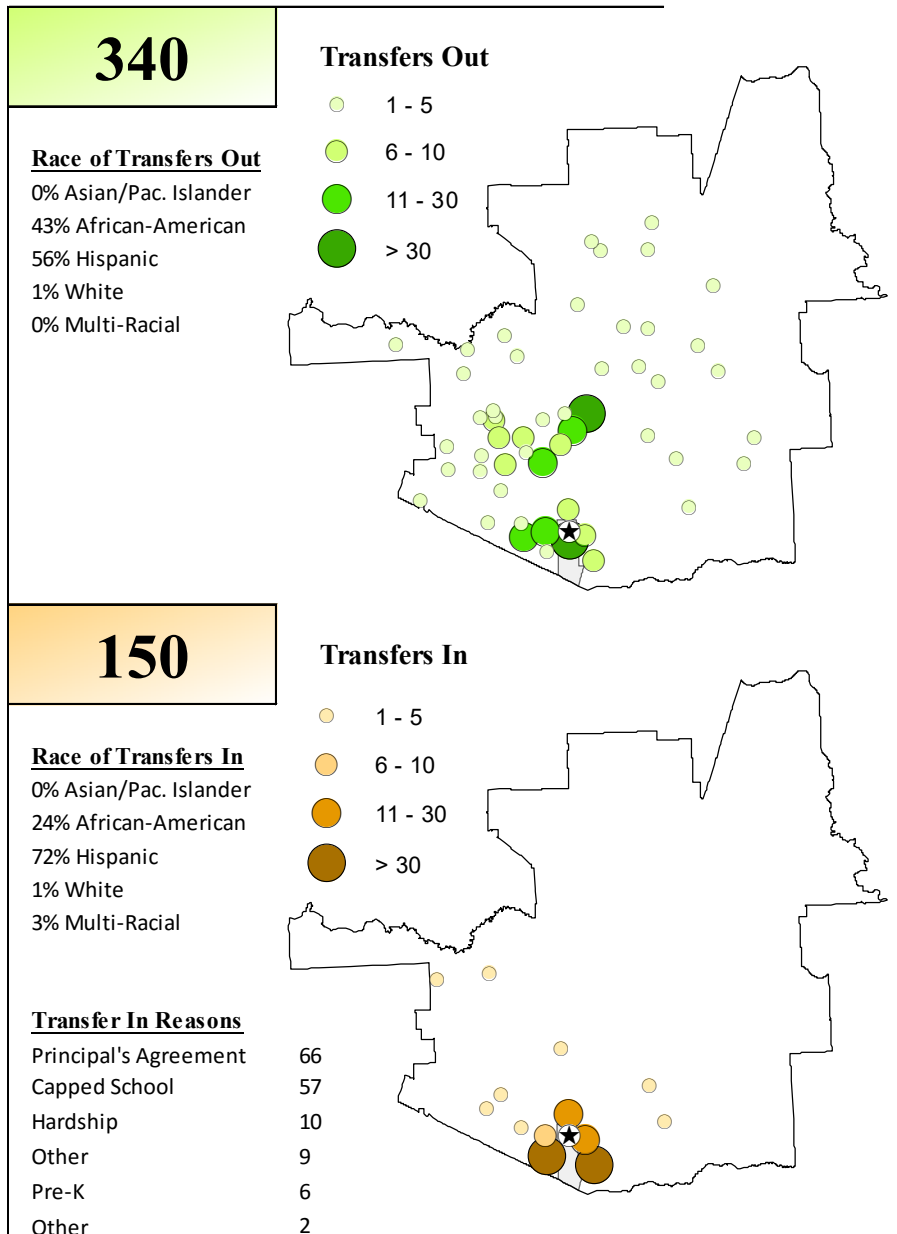 340
Race of Transfers Out
0% Asian/Pac. Islander
43% African-American
56% Hispanic
1% White
0% Multi-Racial
Transfers Out
1 - 5
6 - 10
11 - 30
> 30
150
Race of Transfers In
0% Asian/Pac. Islander
24% African-American
72% Hispanic
1% White
3% Multi-Racial
Transfers In
1 - 5
6 - 10
11 - 30
> 30
Transfer In Reasons
Principal's Agreement 66
Capped School 57
Hardship 10
Other 9
Pre-K 6
Other 2